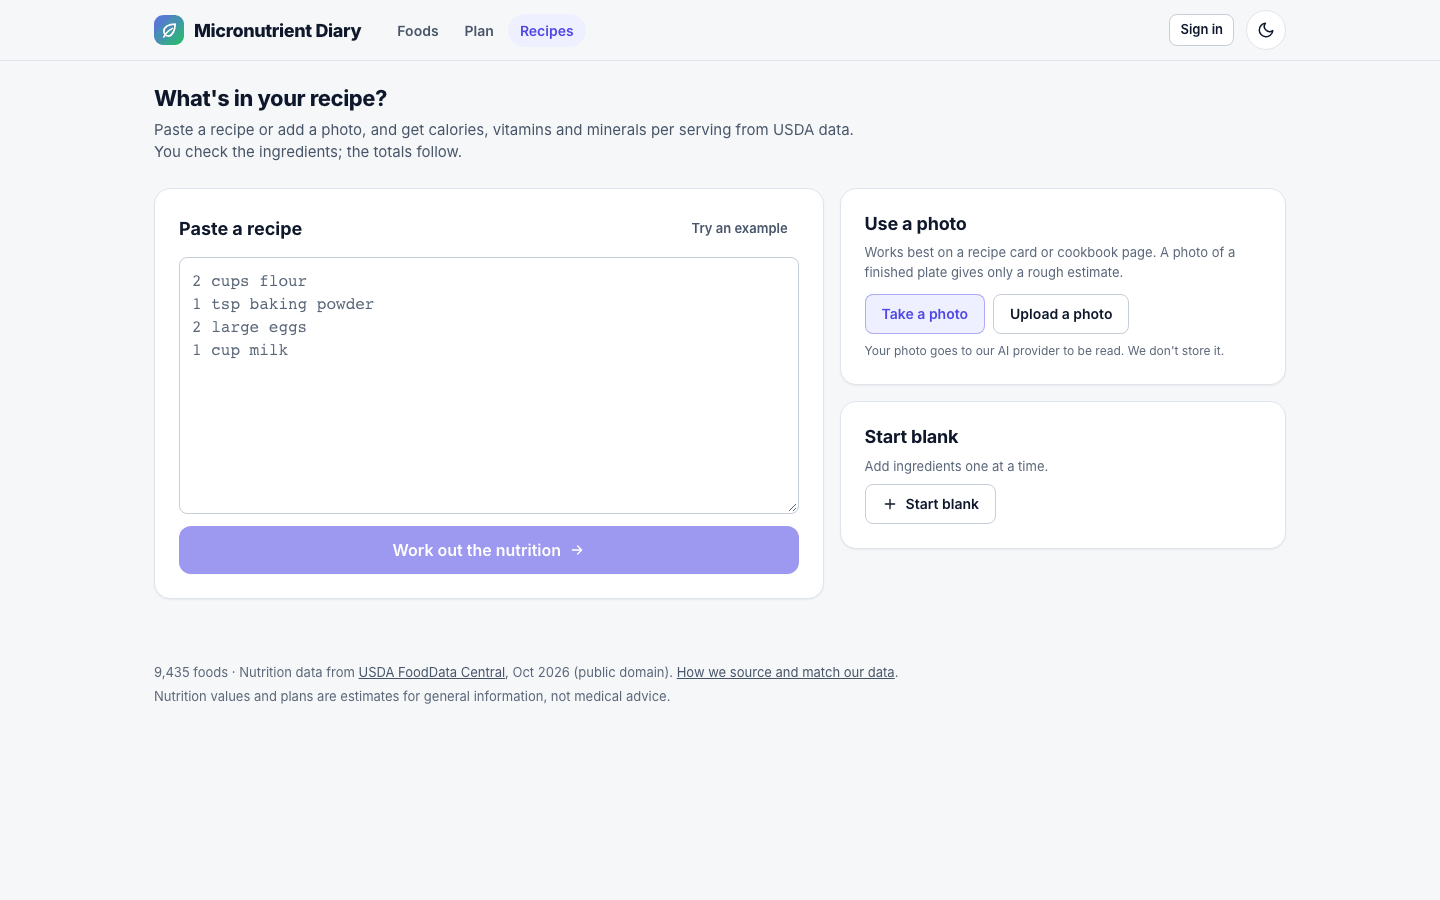 Micronutrient Diary
Foods
Plan
Recipes
Sign in
What's in your recipe?
Paste a recipe or add a photo, and get calories, vitamins and minerals per serving from USDA data.
You check the ingredients; the totals follow.
Paste a recipe
Try an example
2 cups flour
1 tsp baking powder
2 large eggs
1 cup milk
Work out the nutrition →
Use a photo
Works best on a recipe card or cookbook page. A photo of a
finished plate gives only a rough estimate.
Take a photo
Upload a photo
Your photo goes to our AI provider to be read. We don't store it.
Start blank
Add ingredients one at a time.
+ Start blank
9,435 foods · Nutrition data from USDA FoodData Central, Oct 2026 (public domain). How we source and match our data.
Nutrition values and plans are estimates for general information, not medical advice.